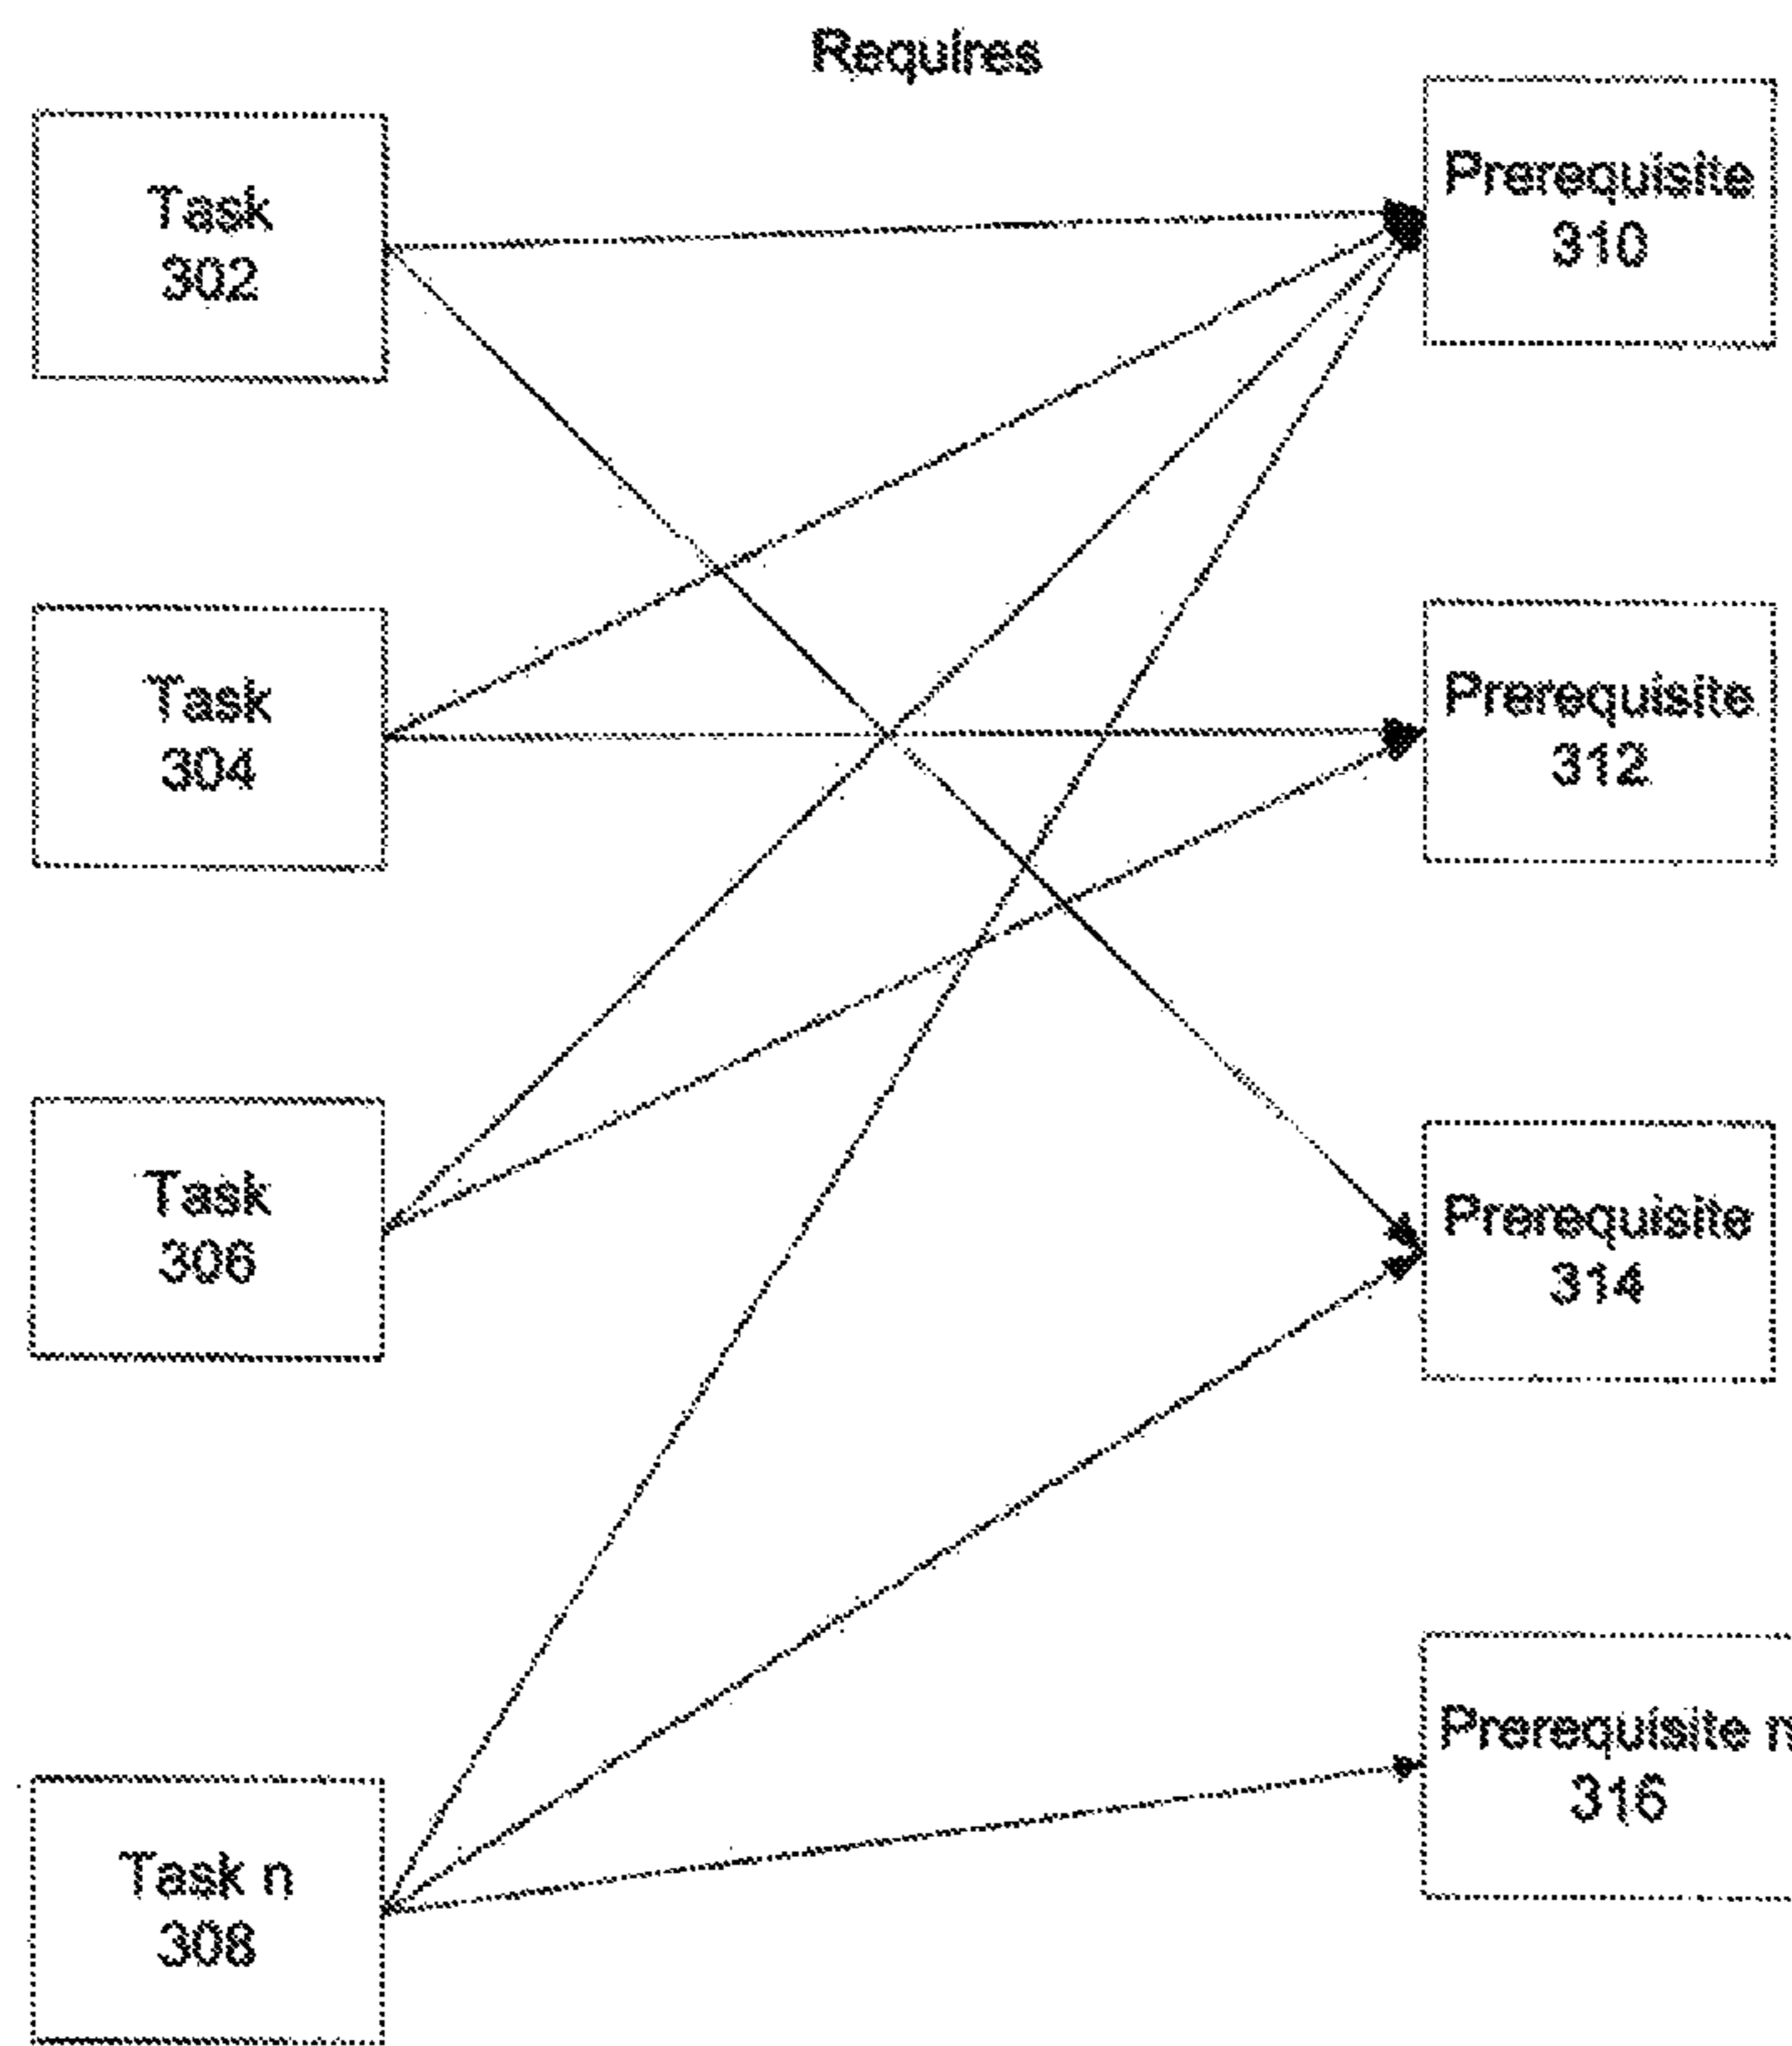 Requires
Task
302
Prerequisite
310
Task
304
Prerequisite
312
Task
306
Prerequisite
314
Task n
308
Prerequisite
316